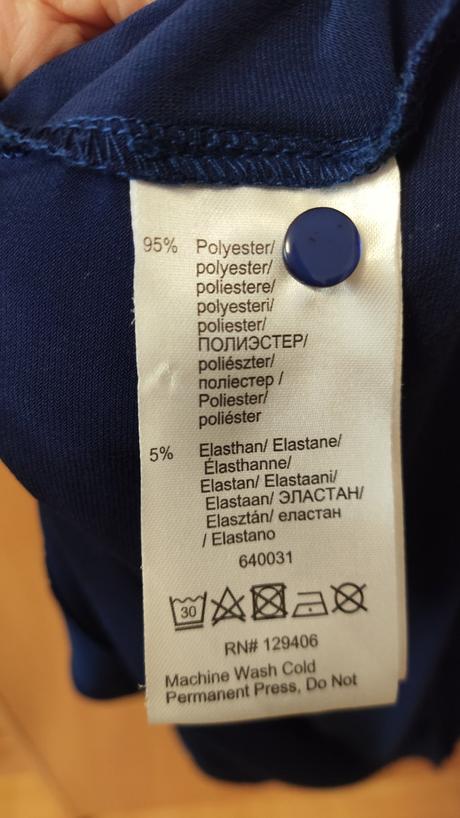 95% Polyester/
polyester/
poliestere/
polyesteri/
poliester/
ПОЛИЭСТЕР/
poliészter/
поліестер /
Poliester/
poliéster
5% Elasthan/ Elastane/
Élasthanne/
Elastan/ Elastaani/
Elastaan/ ЭЛАСТАН/
Elasztán/ еластан
/ Elastano
640031
30
RN# 129406
Machine Wash Cold
Permanent Press, Do Not